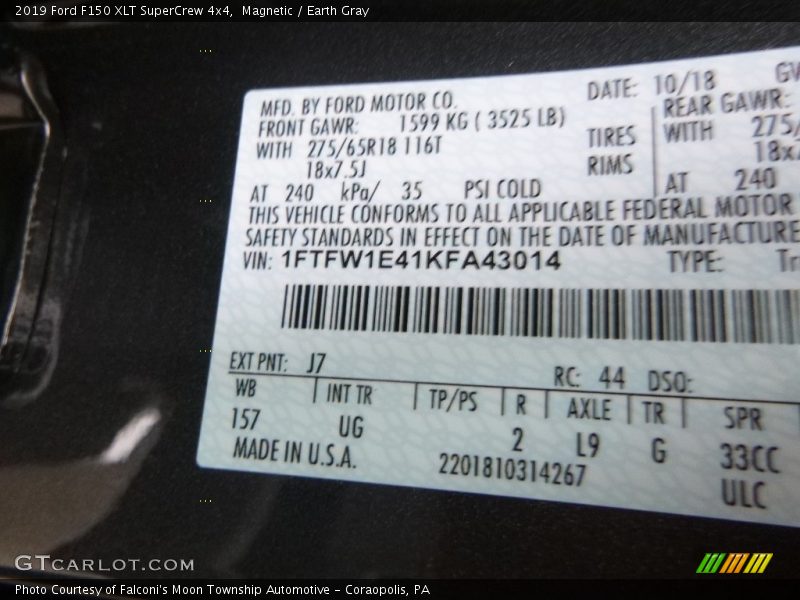 2019 Ford F150 XLT SuperCrew 4x4,  Magnetic / Earth Gray
MFD. BY FORD MOTOR CO.
DATE: 10/18
FRONT GAWR: 1599 KG ( 3525 LB)
REAR GAWR:
WITH 275/65R18 116T
TIRES
WITH
18x7.5J
RIMS
AT 240 kPa/ 35 PSI COLD
AT 240
THIS VEHICLE CONFORMS TO ALL APPLICABLE FEDERAL MOTOR
SAFETY STANDARDS IN EFFECT ON THE DATE OF MANUFACTURE
VIN: 1FTFW1E41KFA43014
TYPE:
EXT PNT: J7
RC: 44 DSO:
WB INT TR TP/PS R AXLE TR SPR
157 UG 2 L9 G 33CC
MADE IN U.S.A.
2201810314267
ULC
GTCARLOT.COM
Photo Courtesy of Falconi's Moon Township Automotive - Coraopolis, PA